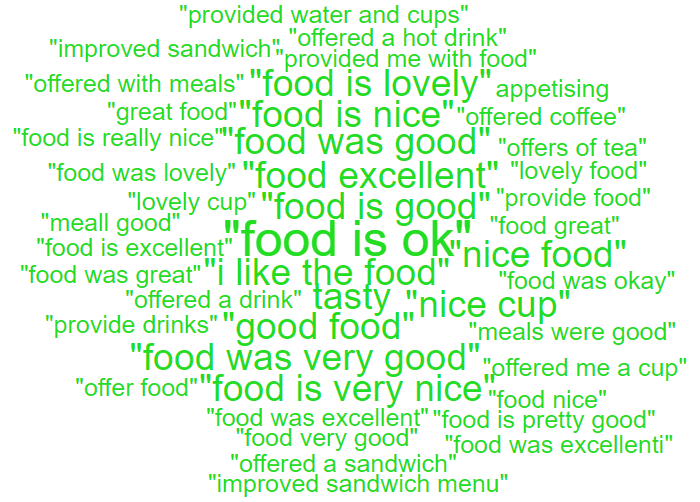 "provided water and cups"
"offered a hot drink"
"improved sandwich"
"provided me with food"
"offered with meals"
"food is lovely"
appetising
"great food"
"food is nice"
"offered coffee"
"food is really nice"
"food was good"
"offers of tea"
"food was lovely"
"food excellent"
"lovely food"
"lovely cup"
"food is good"
"provide food"
"meall good"
"food is ok"
"food great"
"food is excellent"
"nice food"
"food was great"
"i like the food"
"food was okay"
"offered a drink"
tasty
"nice cup"
"provide drinks"
"good food"
"meals were good"
"food was very good"
"offered me a cup"
"offer food"
"food is very nice"
"food nice"
"food was excellent"
"food is pretty good"
"food very good"
"food was excellenti"
"offered a sandwich"
"improved sandwich menu"